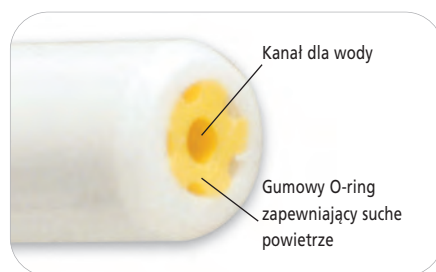 Kanał dla wody
Gumowy O-ring
zapewniający suche
powietrze